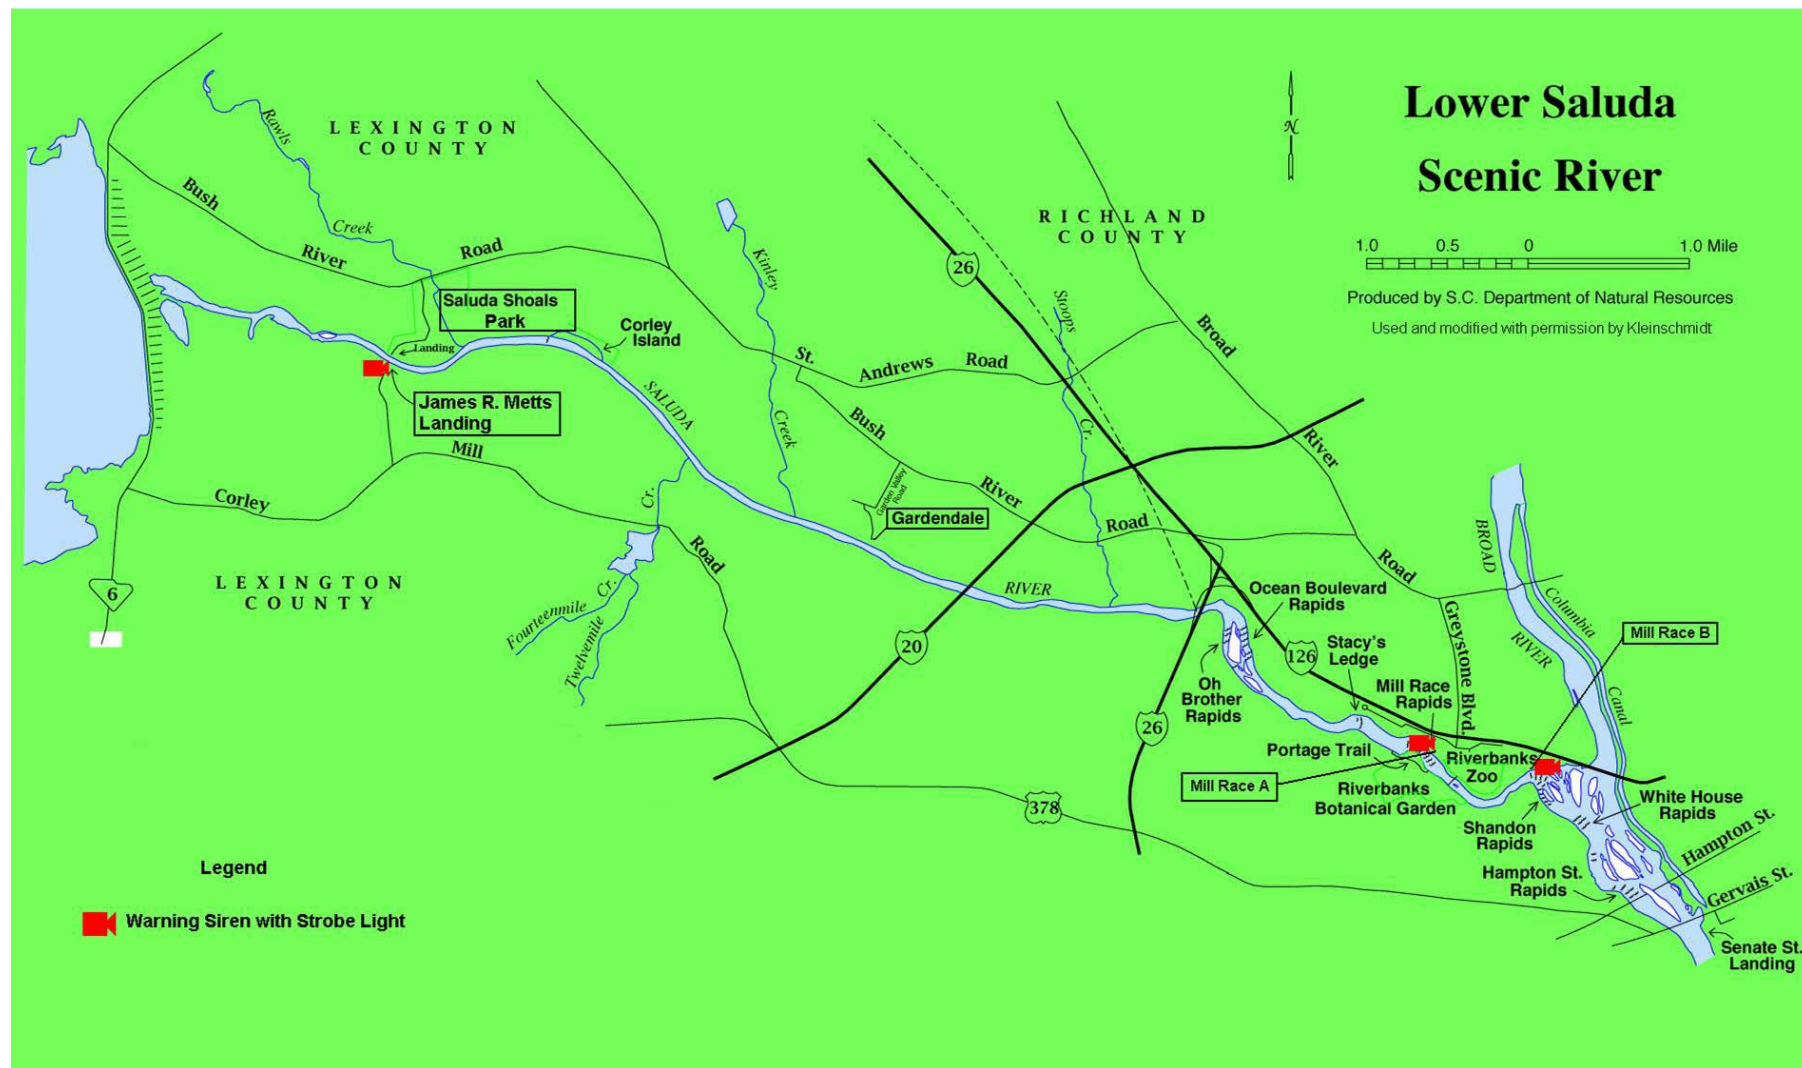 Lower Saluda
Scenic River
N
1.0 0.5 0 1.0 Mile
Produced by S.C. Department of Natural Resources
Used and modified with permission by Kleinschmidt
LEXINGTON
COUNTY
RICHLAND
COUNTY
LEXINGTON
COUNTY
Rawls
Creek
Bush
River
Road
Saluda Shoals
Park
Landing
Corley
Island
James R. Metts
Landing
SALUDA
Mill
Corley
Road
6
Kinley
Creek
St.
Andrews
Road
Bush
River
Road
Garden Valley
Road
Gardendale
Stoops
Cr.
26
Broad
River
Road
Cr.
Fourteenmile
Cr.
Twelvemile
RIVER
20
26
126
378
Ocean Boulevard
Rapids
Oh
Brother
Rapids
Stacy's
Ledge
Mill Race
Rapids
Greystone Blvd.
Portage Trail
Mill Race A
Riverbanks
Botanical Garden
Riverbanks
Zoo
BROAD
RIVER
Columbia
Canal
Mill Race B
Shandon
Rapids
White House
Rapids
Hampton St.
Rapids
Hampton St.
Gervais St.
Senate St.
Landing
Legend
Warning Siren with Strobe Light